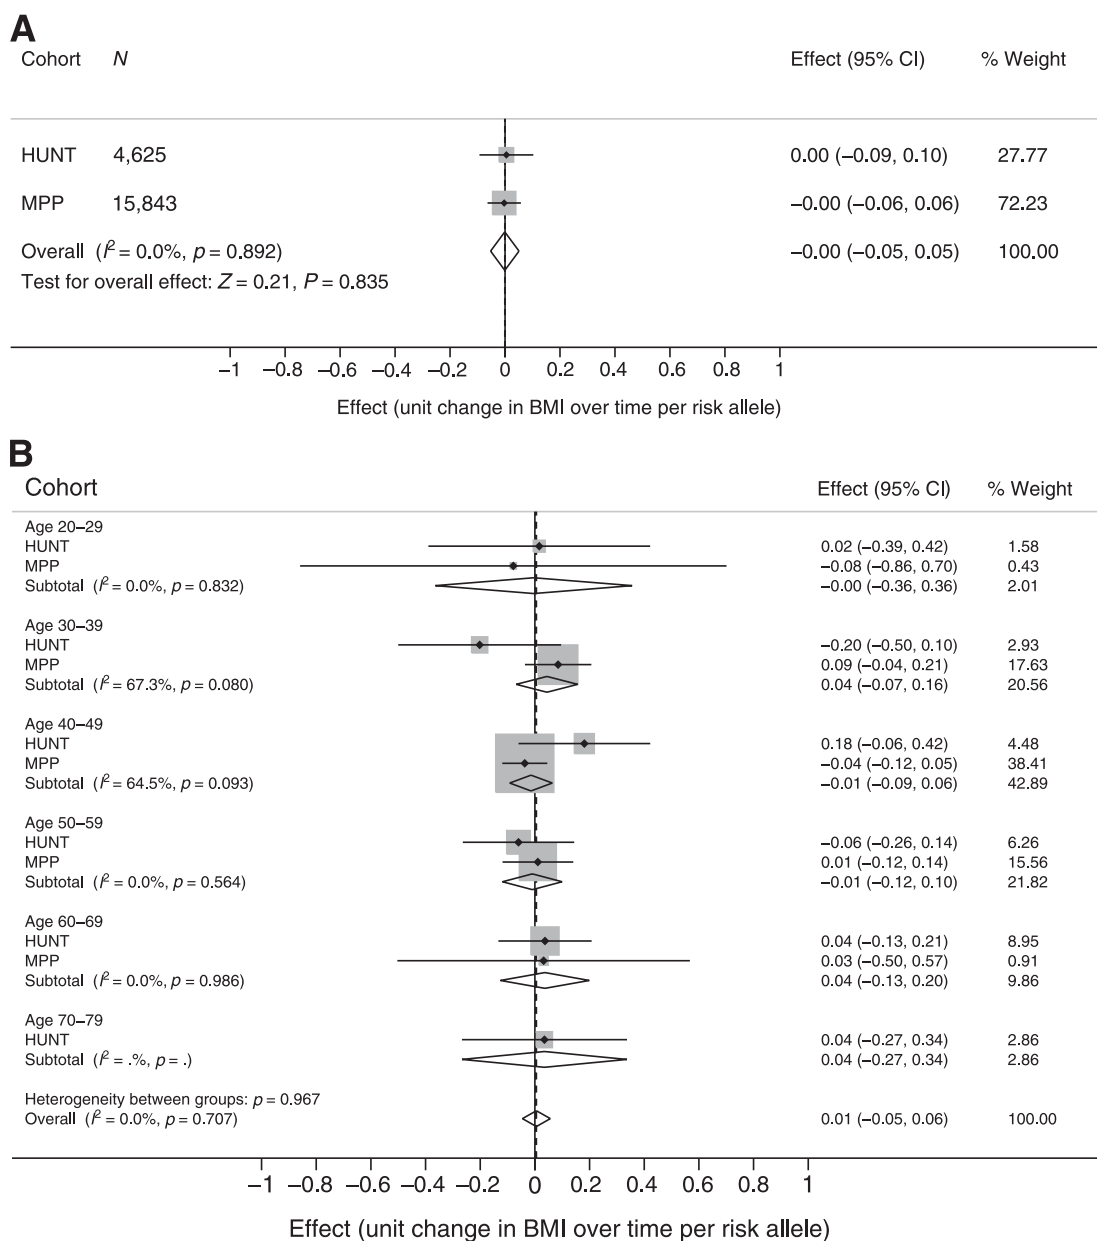 A
Cohort N Effect (95% CI) % Weight
HUNT 4,625 0.00 (−0.09, 0.10) 27.77
MPP 15,843 −0.00 (−0.06, 0.06) 72.23
Overall (I² = 0.0%, p = 0.892) −0.00 (−0.05, 0.05) 100.00
Test for overall effect: Z = 0.21, P = 0.835
−1 −0.8 −0.6 −0.4 −0.2 0 0.2 0.4 0.6 0.8 1
Effect (unit change in BMI over time per risk allele)
B
Cohort Effect (95% CI) % Weight
Age 20–29
HUNT 0.02 (−0.39, 0.42) 1.58
MPP −0.08 (−0.86, 0.70) 0.43
Subtotal (I² = 0.0%, p = 0.832) −0.00 (−0.36, 0.36) 2.01
Age 30–39
HUNT −0.20 (−0.50, 0.10) 2.93
MPP 0.09 (−0.04, 0.21) 17.63
Subtotal (I² = 67.3%, p = 0.080) 0.04 (−0.07, 0.16) 20.56
Age 40–49
HUNT 0.18 (−0.06, 0.42) 4.48
MPP −0.04 (−0.12, 0.05) 38.41
Subtotal (I² = 64.5%, p = 0.093) −0.01 (−0.09, 0.06) 42.89
Age 50–59
HUNT −0.06 (−0.26, 0.14) 6.26
MPP 0.01 (−0.12, 0.14) 15.56
Subtotal (I² = 0.0%, p = 0.564) −0.01 (−0.12, 0.10) 21.82
Age 60–69
HUNT 0.04 (−0.13, 0.21) 8.95
MPP 0.03 (−0.50, 0.57) 0.91
Subtotal (I² = 0.0%, p = 0.986) 0.04 (−0.13, 0.20) 9.86
Age 70–79
HUNT 0.04 (−0.27, 0.34) 2.86
Subtotal (I² = .%, p = .) 0.04 (−0.27, 0.34) 2.86
Heterogeneity between groups: p = 0.967
Overall (I² = 0.0%, p = 0.707) 0.01 (−0.05, 0.06) 100.00
−1 −0.8 −0.6 −0.4 −0.2 0 0.2 0.4 0.6 0.8 1
Effect (unit change in BMI over time per risk allele)